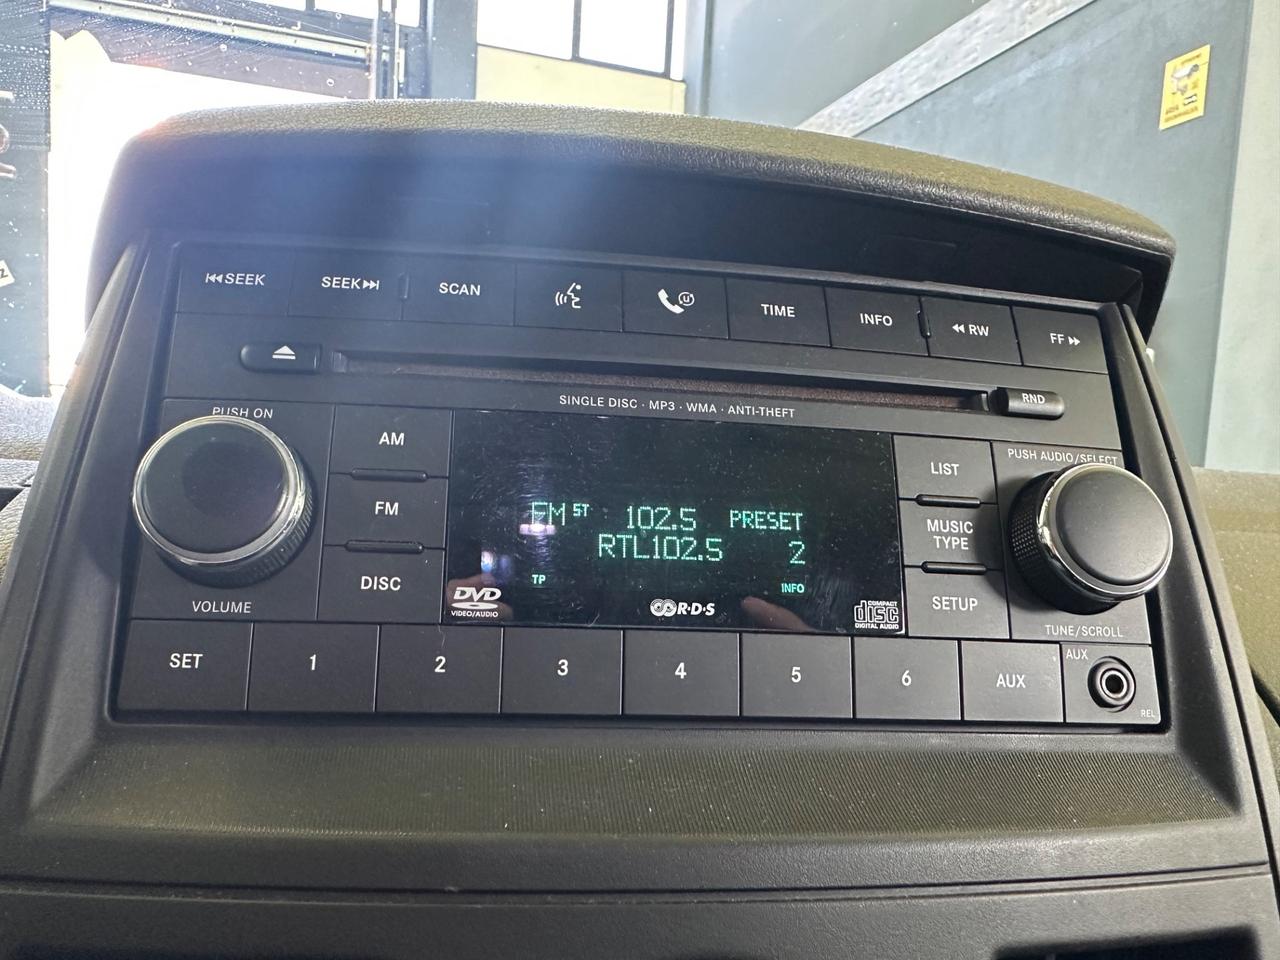 SEEK
SEEK
SCAN
TIME
INFO
RW
FF
RND
SINGLE DISC · MP3 · WMA · ANTI-THEFT
PUSH ON
VOLUME
AM
FM
DISC
FM ST 102.5 PRESET
RTL102.5 2
TP INFO
DVD
VIDEO/AUDIO
R·D·S
COMPACT
disc
DIGITAL AUDIO
LIST
MUSIC
TYPE
SETUP
PUSH AUDIO/SELECT
TUNE/SCROLL
SET 1 2 3 4 5 6 AUX
AUX
REL